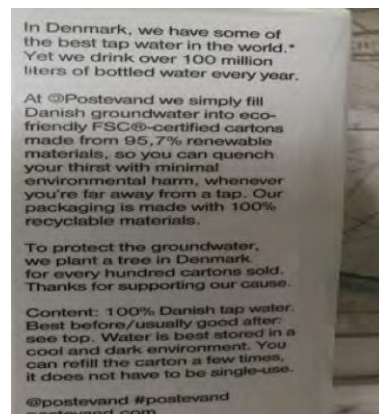 In Denmark, we have some of
the best tap water in the world.*
Yet we drink over 100 million
liters of bottled water every year.
At @Postevand we simply fill
Danish groundwater into eco-
friendly FSC®-certified cartons
made from 95,7% renewable
materials, so you can quench
your thirst with minimal
environmental harm, whenever
you're far away from a tap. Our
packaging is made with 100%
recyclable materials.
To protect the groundwater,
we plant a tree in Denmark
for every hundred cartons sold.
Thanks for supporting our cause.
Content: 100% Danish tap water.
Best before/usually good after:
see top. Water is best stored in a
cool and dark environment. You
can refill the carton a few times,
it does not have to be single-use.
@postevand #postevand
postevand.com